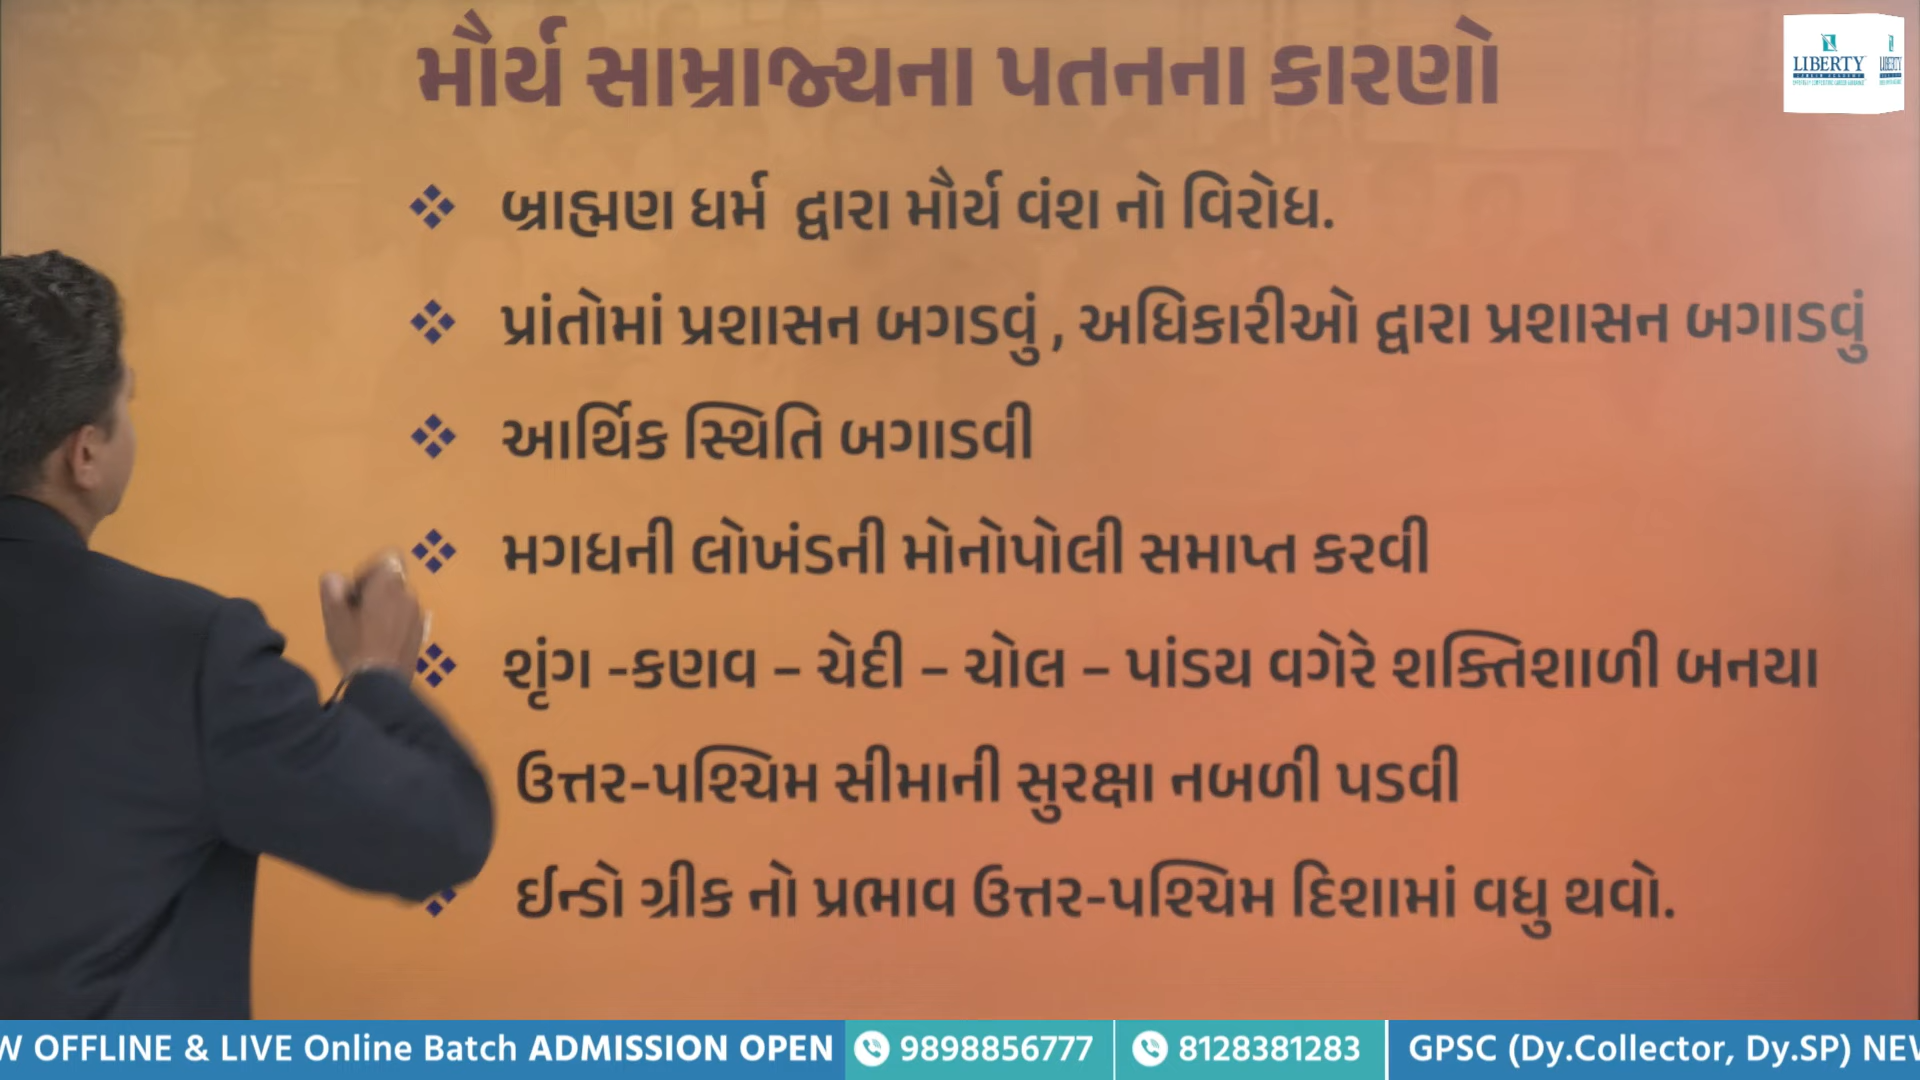 મૌર્ય સામ્રાજ્યના પતનના કારણો
LIBERTY
બ્રાહ્મણ ધર્મ દ્વારા મૌર્ય વંશ નો વિરોધ.
પ્રાંતોમાં પ્રશાસન બગડવું , અધિકારીઓ દ્વારા પ્રશાસન બગાડવું
આર્થિક સ્થિતિ બગાડવી
મગધની લોખંડની મોનોપોલી સમાપ્ત કરવી
શૃંગ -કણવ – ચેદી – ચોલ – પાંડય વગેરે શક્તિશાળી બનયા
ઉત્તર-પશ્ચિમ સીમાની સુરક્ષા નબળી પડવી
ઈન્ડો ગ્રીક નો પ્રભાવ ઉત્તર-પશ્ચિમ દિશામાં વધુ થવો.
W OFFLINE & LIVE Online Batch ADMISSION OPEN 9898856777 8128381283 GPSC (Dy.Collector, Dy.SP) NEW